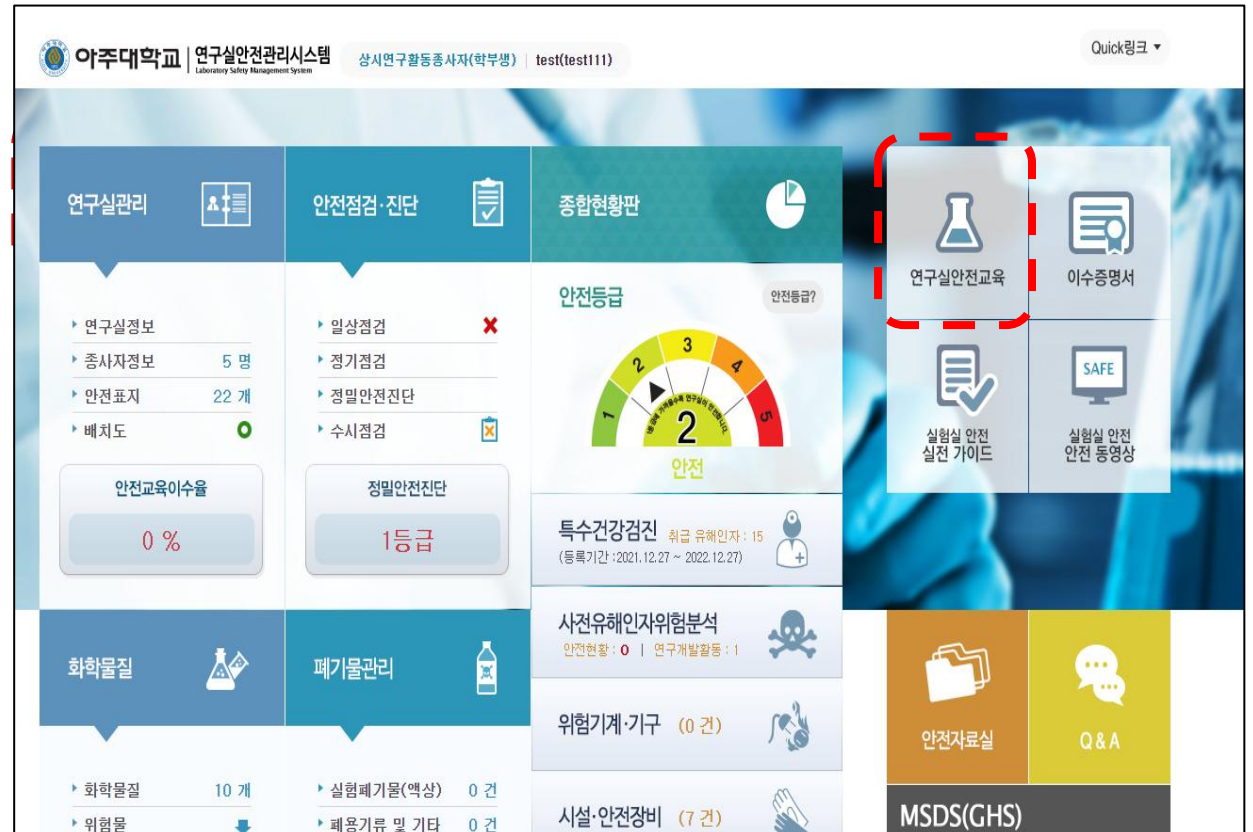 아주대학교
연구실안전관리시스템
Laboratory Safety Management System
상시연구활동종사자(학부생) | test(test111)
Quick링크 ▼
연구실관리
연구실정보
종사자정보 5 명
안전표지 22 개
배치도
안전교육이수율
0 %
안전점검·진단
일상점검
정기점검
정밀안전진단
수시점검
정밀안전진단
1등급
종합현황판
안전등급
안전등급?
1 2 3 4 5
2
안전
특수건강검진 취급 유해인자 : 15
(등록기간 :2021.12.27 ~ 2022.12.27)
사전유해인자위험분석
안전현황 : 0 | 연구개발활동 : 1
위험기계·기구 (0 건)
시설·안전장비 (7 건)
연구실안전교육
이수증명서
실험실 안전
실전 가이드
SAFE
실험실 안전
안전 동영상
화학물질
화학물질 10 개
위험물
폐기물관리
실험폐기물(액상) 0 건
폐용기류 및 기타 0 건
안전자료실
Q & A
MSDS(GHS)